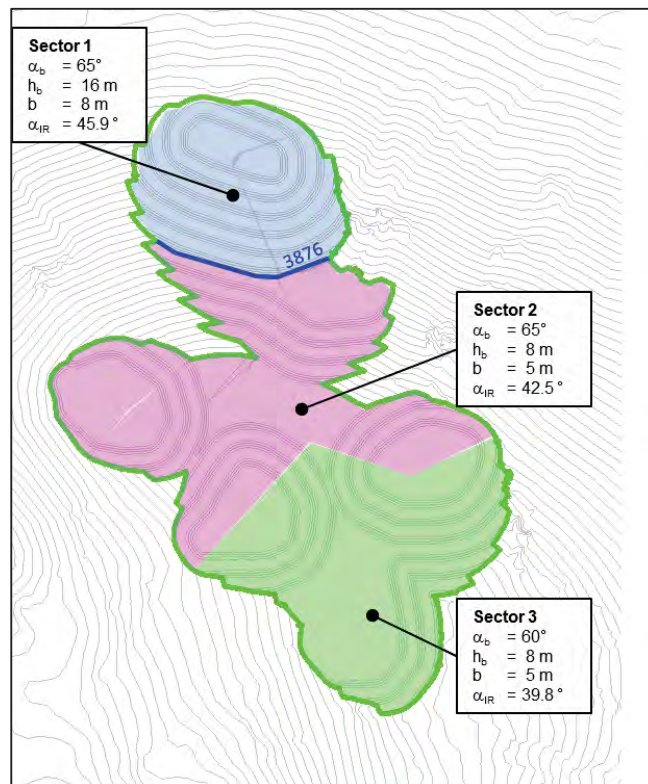 Sector 1
αb = 65°
hb = 16 m
b = 8 m
αIR = 45.9 °
3876
Sector 2
αb = 65°
hb = 8 m
b = 5 m
αIR = 42.5 °
Sector 3
αb = 60°
hb = 8 m
b = 5 m
αIR = 39.8 °